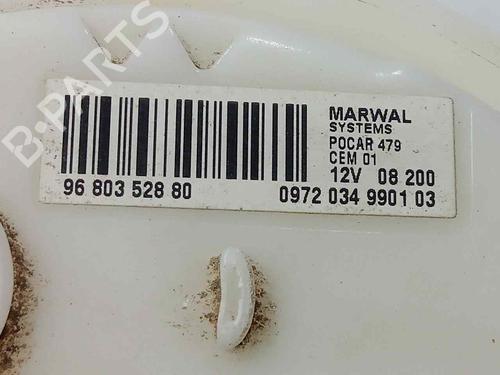 B-PARTS
MARWAL
SYSTEMS
POCAR 479
CEM 01
12V 08 200
96 803 528 80
0972 034 9901 03